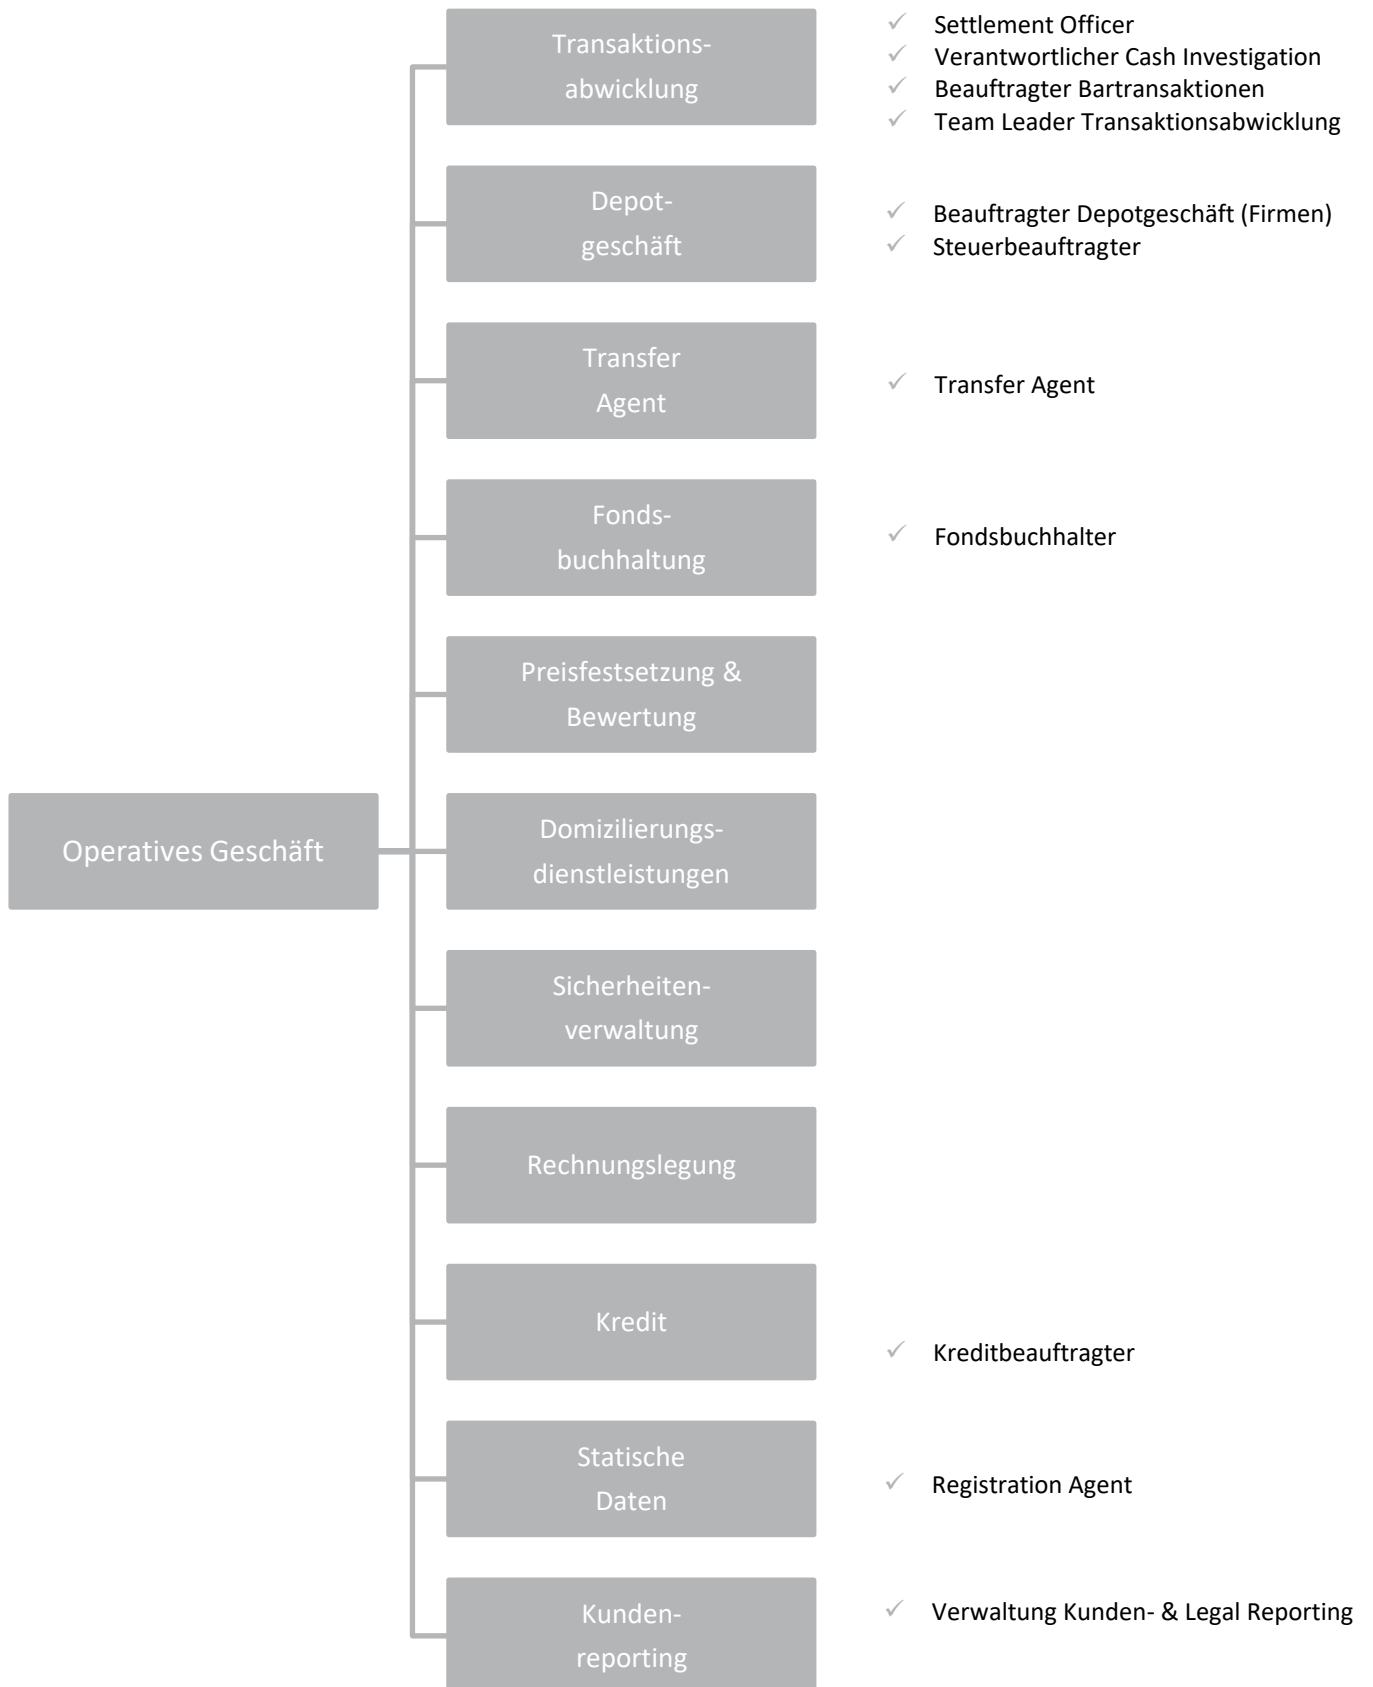 Transaktions-
abwicklung
Settlement Officer
Verantwortlicher Cash Investigation
Beauftragter Bartransaktionen
Team Leader Transaktionsabwicklung
Depot-
geschäft
Beauftragter Depotgeschäft (Firmen)
Steuerbeauftragter
Transfer
Agent
Transfer Agent
Fonds-
buchhaltung
Fondsbuchhalter
Preisfestsetzung &
Bewertung
Operatives Geschäft
Domizilierungs-
dienstleistungen
Sicherheiten-
verwaltung
Rechnungslegung
Kredit
Kreditbeauftragter
Statische
Daten
Registration Agent
Kunden-
reporting
Verwaltung Kunden- & Legal Reporting